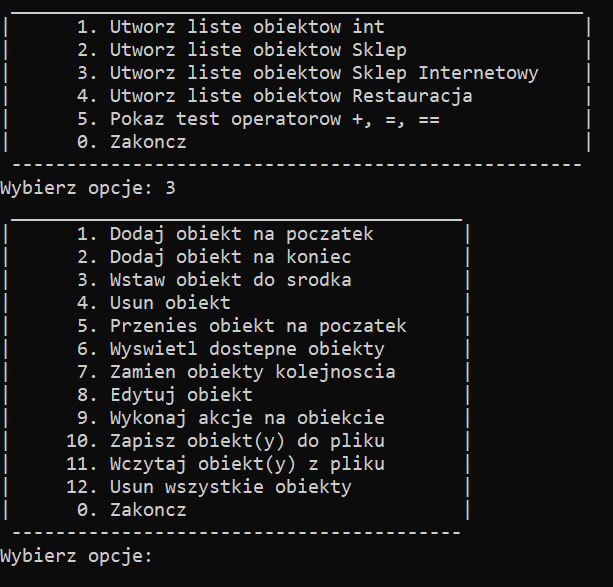 1. Utworz liste obiektow int
2. Utworz liste obiektow Sklep
3. Utworz liste obiektow Sklep Internetowy
4. Utworz liste obiektow Restauracja
5. Pokaz test operatorow +, =, ==
0. Zakoncz
Wybierz opcje: 3
1. Dodaj obiekt na poczatek
2. Dodaj obiekt na koniec
3. Wstaw obiekt do srodka
4. Usun obiekt
5. Przenies obiekt na poczatek
6. Wyswietl dostepne obiekty
7. Zamien obiekty kolejnoscia
8. Edytuj obiekt
9. Wykonaj akcje na obiekcie
10. Zapisz obiekt(y) do pliku
11. Wczytaj obiekt(y) z pliku
12. Usun wszystkie obiekty
0. Zakoncz
Wybierz opcje: